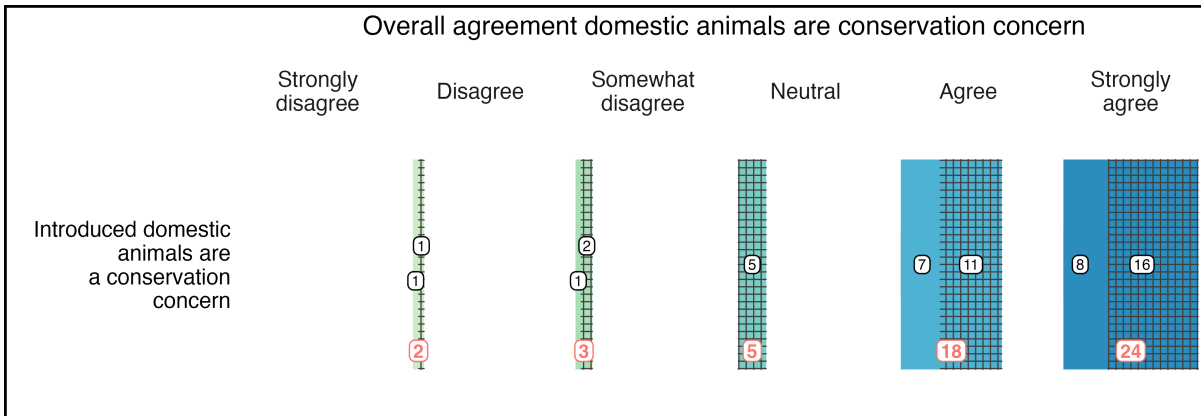 Overall agreement domestic animals are conservation concern
Strongly
disagree
Disagree
Somewhat
disagree
Neutral
Agree
Strongly
agree
Introduced domestic
animals are
a conservation
concern
1
2
1
1
5
7
11
8
16
2
3
5
18
24